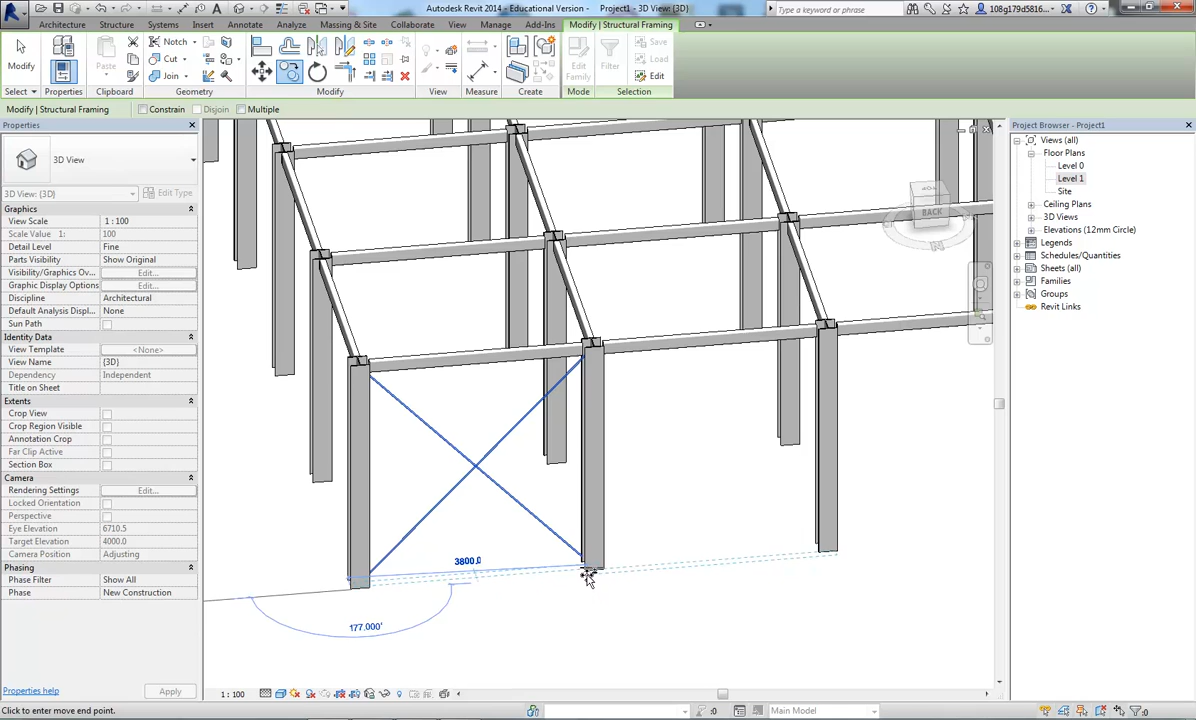 Autodesk Revit 2014 - Educational Version - Project1 - 3D View: {3D}
Type a keyword or phrase
108g179d5816...
Architecture
Structure
Systems
Insert
Annotate
Analyze
Massing & Site
Collaborate
View
Manage
Add-Ins
Modify | Structural Framing
Modify
Paste
Notch
Cut
Join
Edit Family
Filter
Save
Load
Edit
Select
Properties
Clipboard
Geometry
Modify
View
Measure
Create
Mode
Selection
Modify | Structural Framing
Constrain
Disjoin
Multiple
Properties
3D View
3D View: {3D}
Edit Type
Graphics
View Scale 1 : 100
Scale Value 1: 100
Detail Level Fine
Parts Visibility Show Original
Visibility/Graphics Ov... Edit...
Graphic Display Options Edit...
Discipline Architectural
Default Analysis Displ... None
Sun Path
Identity Data
View Template <None>
View Name {3D}
Dependency Independent
Title on Sheet
Extents
Crop View
Crop Region Visible
Annotation Crop
Far Clip Active
Section Box
Camera
Rendering Settings Edit...
Locked Orientation
Perspective
Eye Elevation 6710.5
Target Elevation 4000.0
Camera Position Adjusting
Phasing
Phase Filter Show All
Phase New Construction
Properties help
Apply
BACK
3800.0
177.000°
Project Browser - Project1
Views (all)
Floor Plans
Level 0
Level 1
Site
Ceiling Plans
3D Views
Elevations (12mm Circle)
Legends
Schedules/Quantities
Sheets (all)
Families
Groups
Revit Links
1 : 100
Click to enter move end point.
:0
Main Model
:0